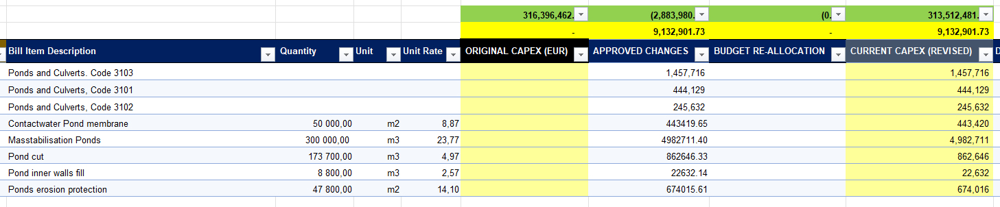 316,396,462. (2,883,980. (0. 313,512,481.
- 9,132,901.73 - 9,132,901.73
Bill Item Description Quantity Unit Unit Rate ORIGINAL CAPEX (EUR) APPROVED CHANGES BUDGET RE-ALLOCATION CURRENT CAPEX (REVISED)
Ponds and Culverts. Code 3103 1,457,716 1,457,716
Ponds and Culverts, Code 3101 444,129 444,129
Ponds and Culverts, Code 3102 245,632 245,632
Contactwater Pond membrane 50 000,00 m2 8,87 443419.65 443,420
Masstabilisation Ponds 300 000,00 m3 23,77 4982711.40 4,982,711
Pond cut 173 700,00 m3 4,97 862646.33 862,646
Pond inner walls fill 8 800,00 m3 2,57 22632.14 22,632
Ponds erosion protection 47 800,00 m2 14,10 674015.61 674,016